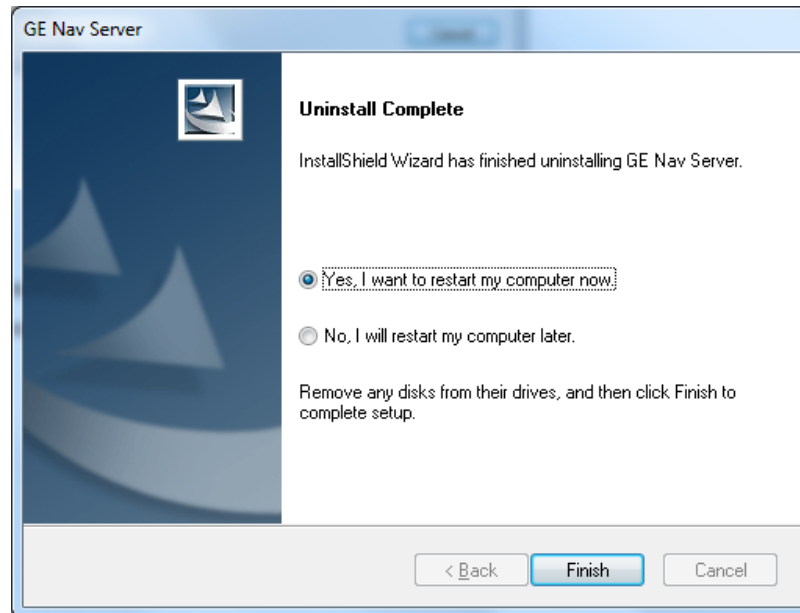 GE Nav Server
Uninstall Complete
InstallShield Wizard has finished uninstalling GE Nav Server.
Yes, I want to restart my computer now.
No, I will restart my computer later.
Remove any disks from their drives, and then click Finish to
complete setup.
< Back
Finish
Cancel